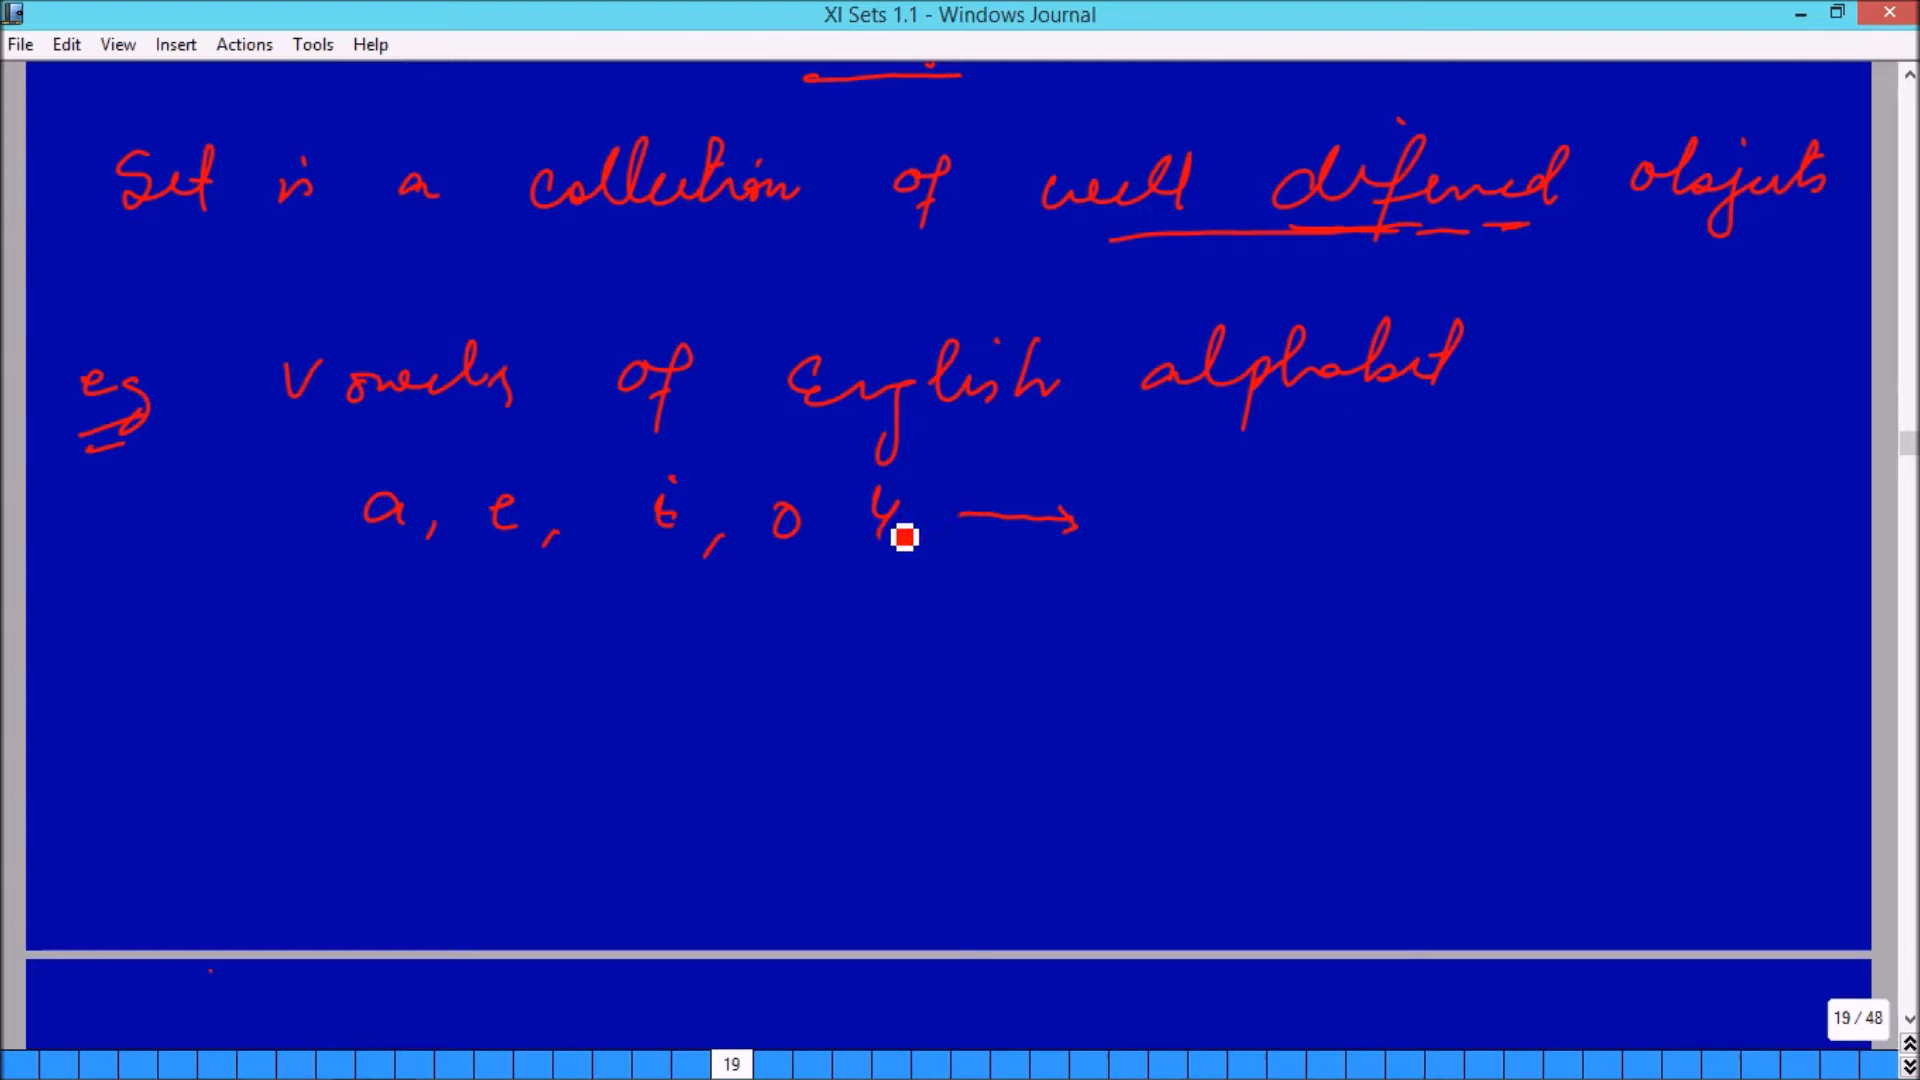 XI Sets 1.1 - Windows Journal
File Edit View Insert Actions Tools Help
Set is a collection of well defined objects
eg Vowels of English alphabet
a, e, i, o u →
19 / 48
19